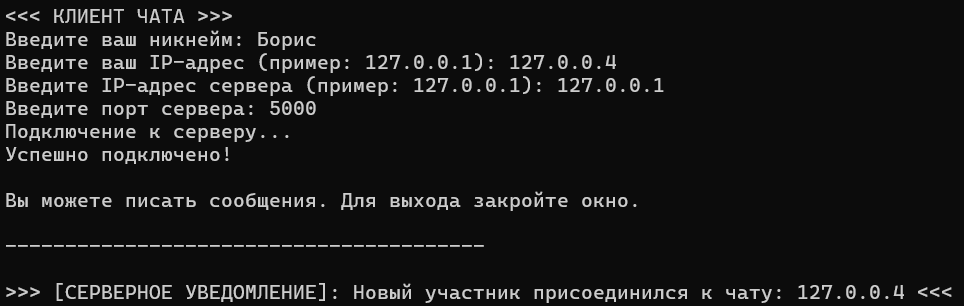 <<< КЛИЕНТ ЧАТА >>>
Введите ваш никнейм: Борис
Введите ваш IP-адрес (пример: 127.0.0.1): 127.0.0.4
Введите IP-адрес сервера (пример: 127.0.0.1): 127.0.0.1
Введите порт сервера: 5000
Подключение к серверу...
Успешно подключено!
Вы можете писать сообщения. Для выхода закройте окно.
----------------------------------------
>>> [СЕРВЕРНОЕ УВЕДОМЛЕНИЕ]: Новый участник присоединился к чату: 127.0.0.4 <<<